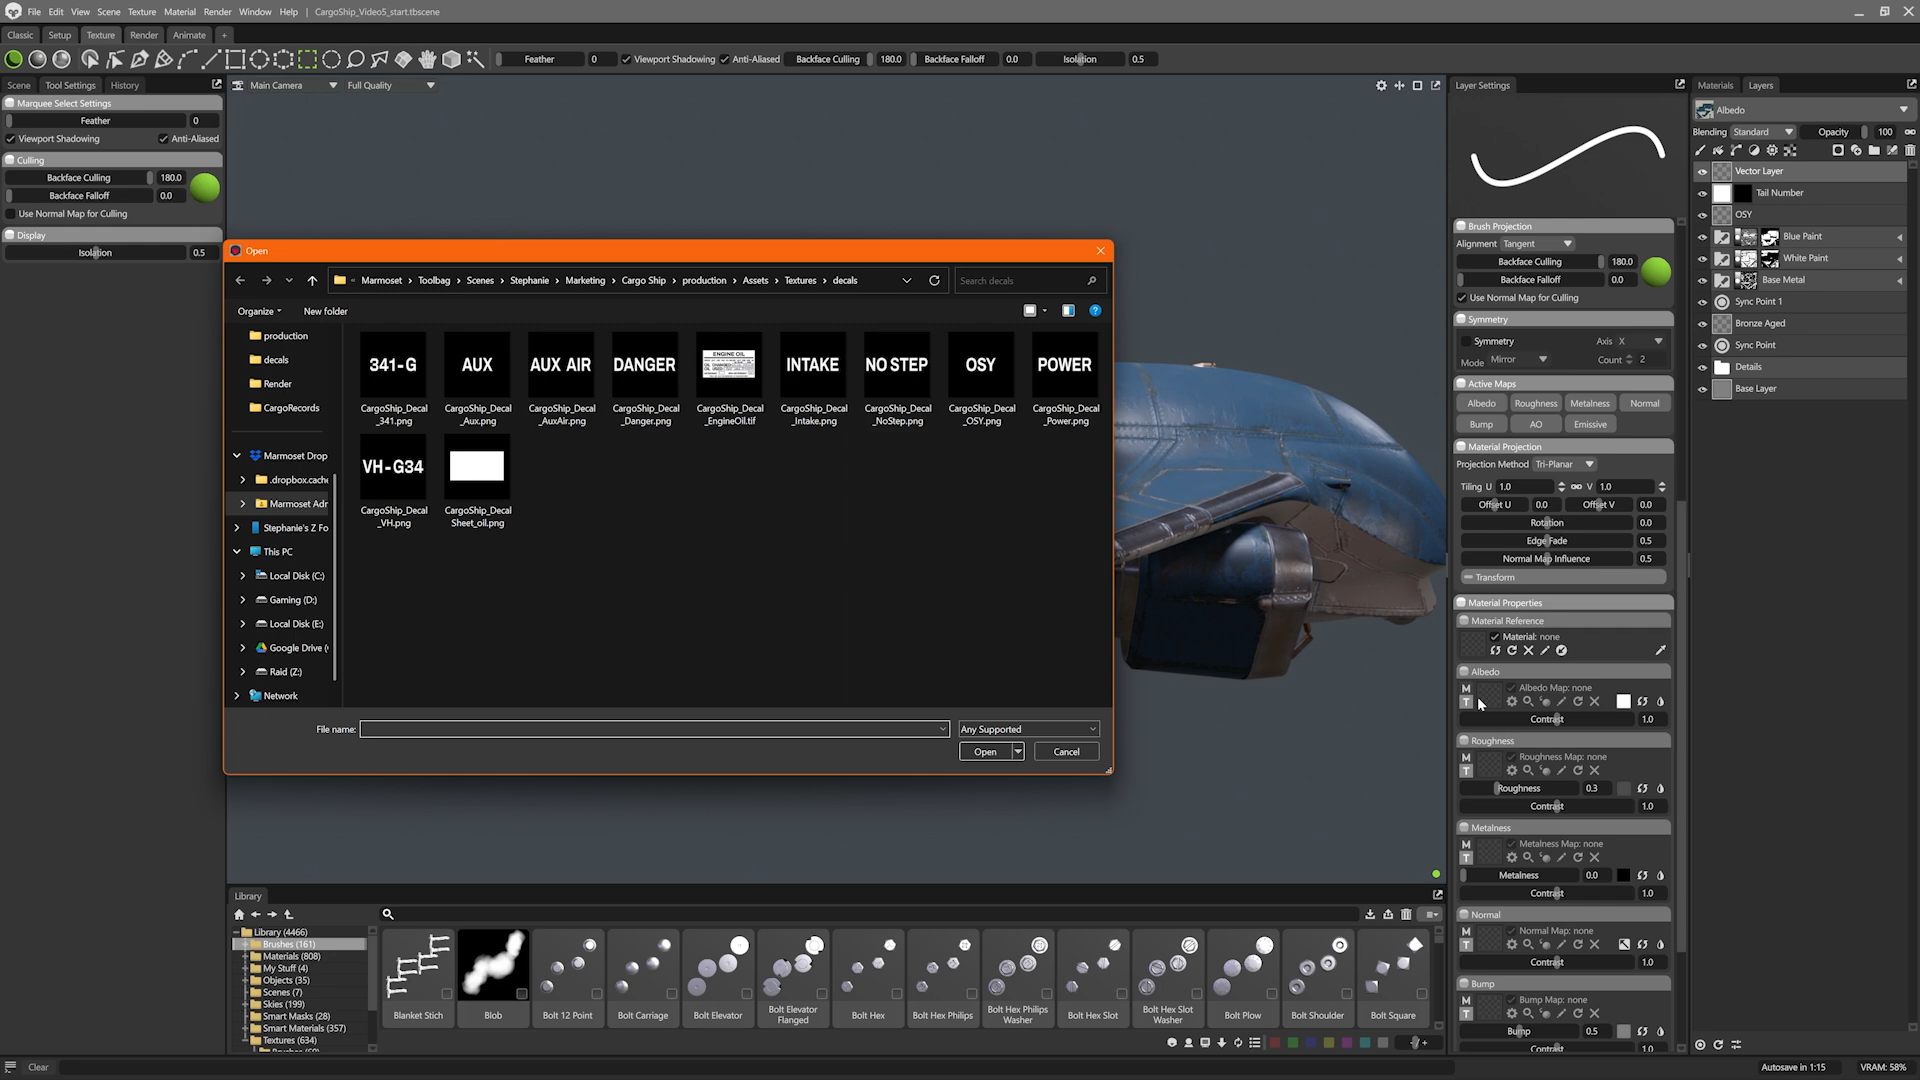 File Edit View Scene Texture Material Render Window Help | CargoShip_Video5_start.tbscene
Classic Setup Texture Render Animate +
Feather 0 Viewport Shadowing Anti-Aliased Backface Culling 180.0 Backface Falloff 0.0 Isolation 0.5
Scene Tool Settings History
Marquee Select Settings
Feather 0
Viewport Shadowing Anti-Aliased
Culling
Backface Culling 180.0
Backface Falloff 0.0
Use Normal Map for Culling
Display
Isolation 0.5
Main Camera Full Quality
Open
« Marmoset > Toolbag > Scenes > Stephanie > Marketing > Cargo Ship > production > Assets > Textures > decals
Search decals
Organize New folder
production
decals
Render
CargoRecords
Marmoset Drop
.dropbox.cache
Marmoset Adr
Stephanie's Z Fo
This PC
Local Disk (C:)
Gaming (D:)
Local Disk (E:)
Google Drive (
Raid (Z:)
Network
341-G AUX AUX AIR DANGER ENGINE OIL INTAKE NO STEP OSY POWER
CargoShip_Decal_341.png
CargoShip_Decal_Aux.png
CargoShip_Decal_AuxAir.png
CargoShip_Decal_Danger.png
CargoShip_Decal_EngineOil.tif
CargoShip_Decal_Intake.png
CargoShip_Decal_NoStep.png
CargoShip_Decal_OSY.png
CargoShip_Decal_Power.png
VH-G34
CargoShip_Decal_VH.png
CargoShip_DecalSheet_oil.png
File name:
Any Supported
Open Cancel
Library
Library (4466)
Brushes (161)
Materials (808)
My Stuff (4)
Objects (35)
Scenes (7)
Skies (199)
Smart Masks (28)
Smart Materials (357)
Textures (634)
Blanket Stich
Blob
Bolt 12 Point
Bolt Carriage
Bolt Elevator
Bolt Elevator Flanged
Bolt Hex
Bolt Hex Philips
Bolt Hex Philips Washer
Bolt Hex Slot
Bolt Hex Slot Washer
Bolt Plow
Bolt Shoulder
Bolt Square
Layer Settings
Brush Projection
Alignment Tangent
Backface Culling 180.0
Backface Falloff 0.0
Use Normal Map for Culling
Symmetry
Symmetry Axis X
Mode Mirror Count 2
Active Maps
Albedo Roughness Metalness Normal
Bump AO Emissive
Material Projection
Projection Method Tri-Planar
Tiling U 1.0 V 1.0
Offset U 0.0 Offset V 0.0
Rotation 0.0
Edge Fade 0.5
Normal Map Influence 0.5
Transform
Material Properties
Material Reference
Material: none
Albedo
M Albedo Map: none
T
Contrast 1.0
Roughness
M Roughness Map: none
T
Roughness 0.3
Contrast 1.0
Metalness
M Metalness Map: none
T
Metalness 0.0
Contrast 1.0
Normal
M Normal Map: none
T
Contrast 1.0
Bump
M Bump Map: none
T
Bump 0.5
Contrast 1.0
Materials Layers
Albedo
Blending Standard Opacity 100
Vector Layer
Tail Number
OSY
Blue Paint
White Paint
Base Metal
Sync Point 1
Bronze Aged
Sync Point
Details
Base Layer
Clear
Autosave in 1:15 VRAM: 58%